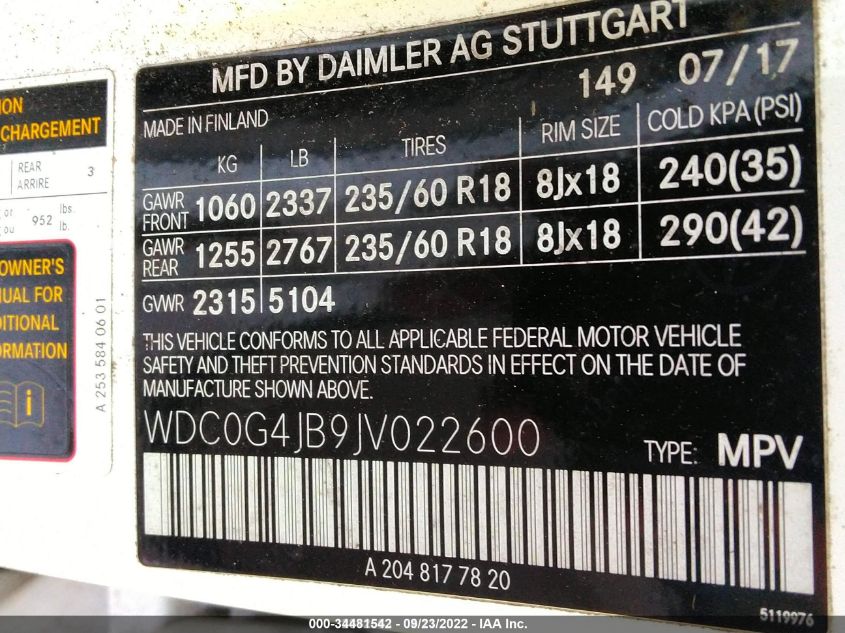 ION
CHARGEMENT
REAR
ARRIRE
3
or
ou
952
lbs.
lb.
OWNER'S
UAL FOR
DITIONAL
ORMATION
i
A 253 584 06 01
MFD BY DAIMLER AG STUTTGART
149 07/17
MADE IN FINLAND
KG LB TIRES RIM SIZE COLD KPA (PSI)
GAWR FRONT 1060 2337 235/60 R18 8Jx18 240(35)
GAWR REAR 1255 2767 235/60 R18 8Jx18 290(42)
GVWR 2315 5104
THIS VEHICLE CONFORMS TO ALL APPLICABLE FEDERAL MOTOR VEHICLE
SAFETY AND THEFT PREVENTION STANDARDS IN EFFECT ON THE DATE OF
MANUFACTURE SHOWN ABOVE.
WDC0G4JB9JV022600
TYPE: MPV
A 204 817 78 20
5119976
000-34481542 - 09/23/2022 - IAA Inc.